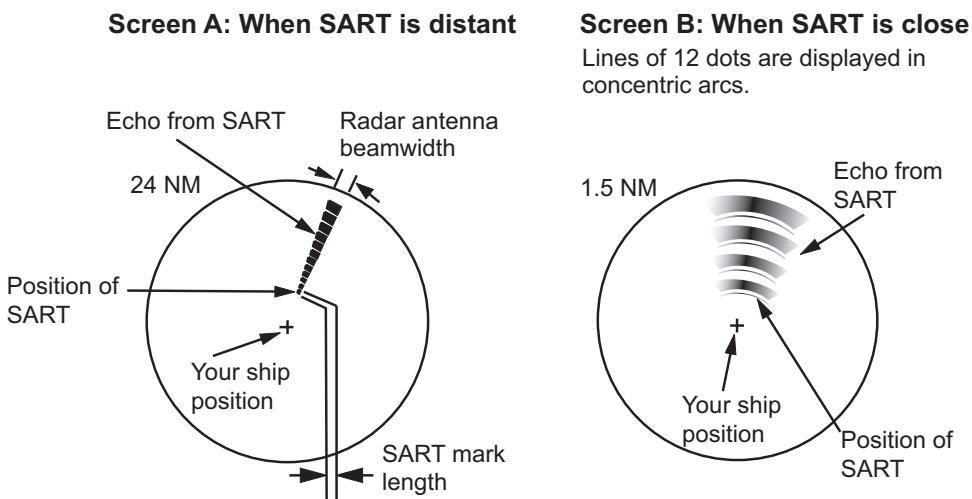 Screen A: When SART is distant
Echo from SART
Radar antenna
beamwidth
24 NM
Position of
SART
Your ship
position
SART mark
length
Screen B: When SART is close
Lines of 12 dots are displayed in
concentric arcs.
1.5 NM
Echo from
SART
Your ship
position
Position of
SART